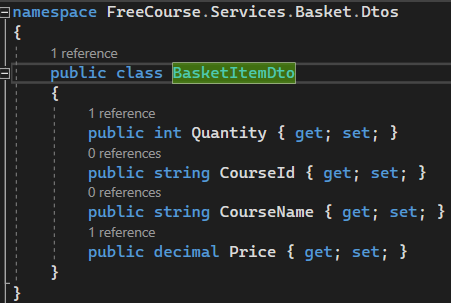 namespace FreeCourse.Services.Basket.Dtos
{
1 reference
public class BasketItemDto
{
1 reference
public int Quantity { get; set; }
0 references
public string CourseId { get; set; }
0 references
public string CourseName { get; set; }
1 reference
public decimal Price { get; set; }
}
}